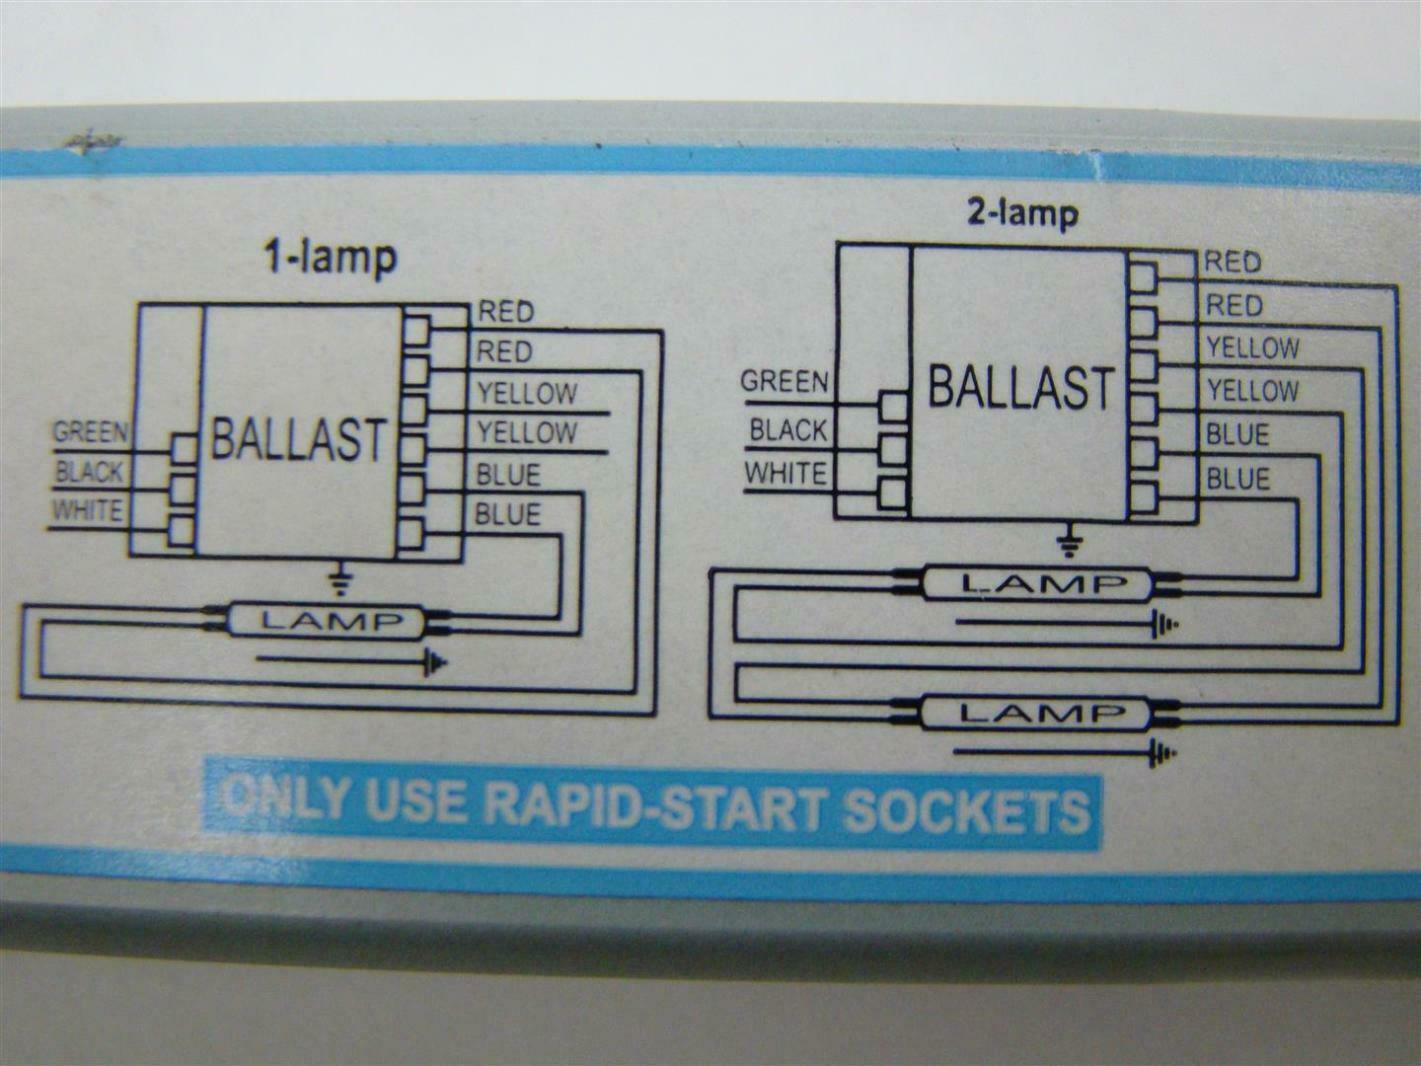 1-lamp
RED
RED
YELLOW
YELLOW
BLUE
BLUE
GREEN
BLACK
WHITE
BALLAST
LAMP
2-lamp
RED
RED
YELLOW
YELLOW
BLUE
BLUE
GREEN
BLACK
WHITE
BALLAST
LAMP
LAMP
ONLY USE RAPID-START SOCKETS